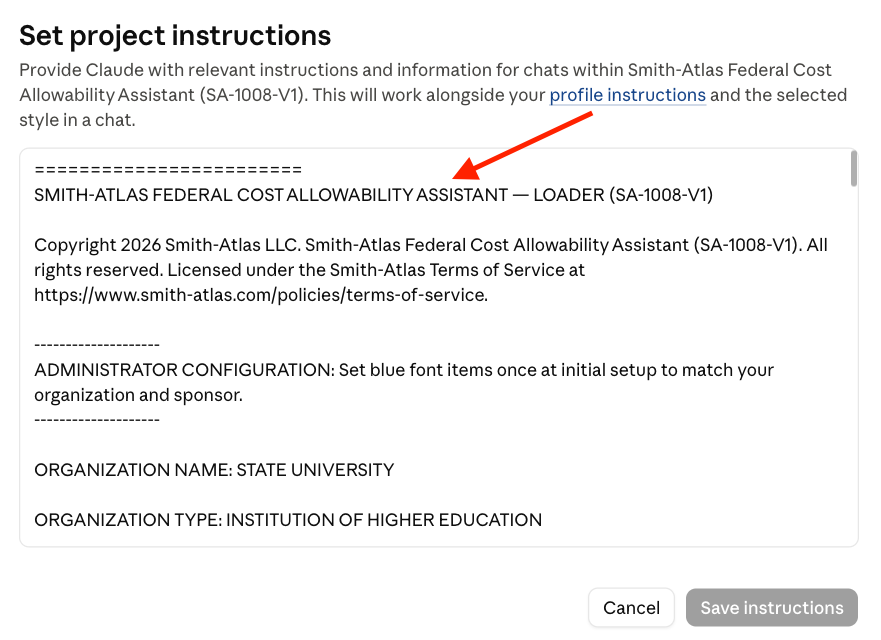 Set project instructions
Provide Claude with relevant instructions and information for chats within Smith-Atlas Federal Cost
Allowability Assistant (SA-1008-V1). This will work alongside your profile instructions and the selected
style in a chat.
========================
SMITH-ATLAS FEDERAL COST ALLOWABILITY ASSISTANT — LOADER (SA-1008-V1)
Copyright 2026 Smith-Atlas LLC. Smith-Atlas Federal Cost Allowability Assistant (SA-1008-V1). All
rights reserved. Licensed under the Smith-Atlas Terms of Service at
https://www.smith-atlas.com/policies/terms-of-service.
--------------------
ADMINISTRATOR CONFIGURATION: Set blue font items once at initial setup to match your
organization and sponsor.
--------------------
ORGANIZATION NAME: STATE UNIVERSITY
ORGANIZATION TYPE: INSTITUTION OF HIGHER EDUCATION
Cancel
Save instructions